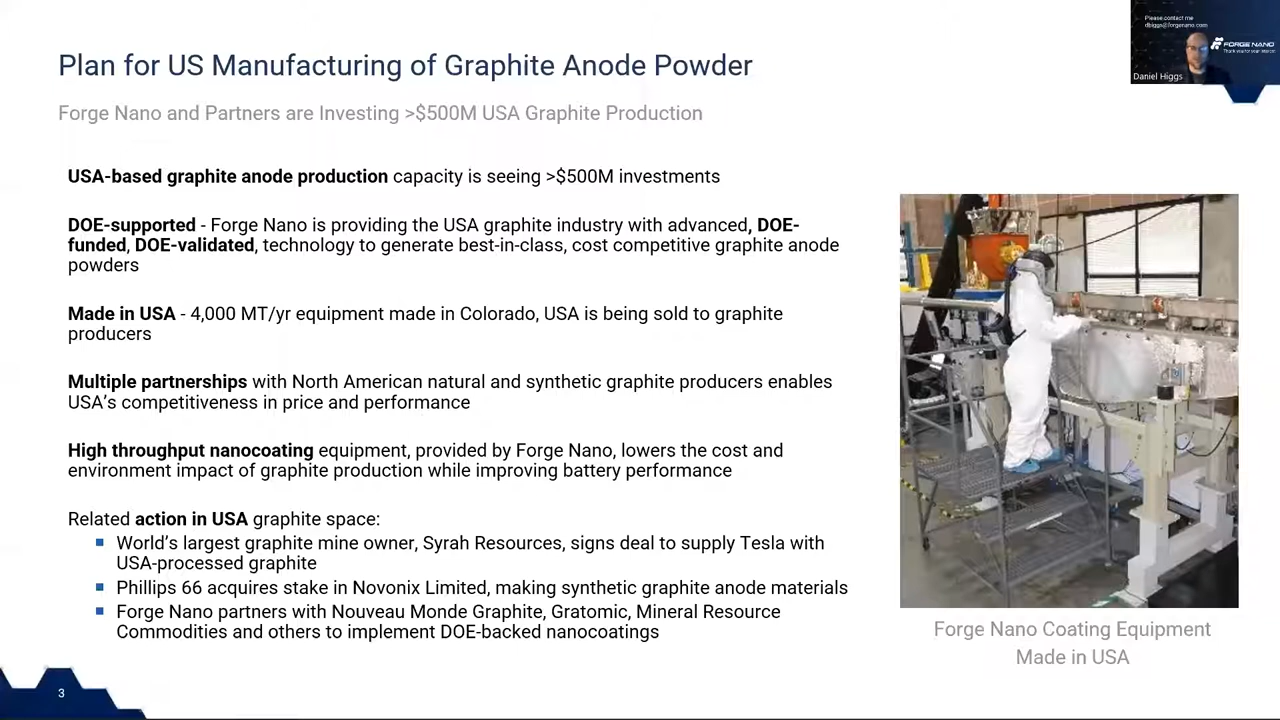 Plan for US Manufacturing of Graphite Anode Powder
Forge Nano and Partners are Investing >$500M USA Graphite Production
USA-based graphite anode production capacity is seeing >$500M investments
DOE-supported - Forge Nano is providing the USA graphite industry with advanced, DOE-
funded, DOE-validated, technology to generate best-in-class, cost competitive graphite anode
powders
Made in USA - 4,000 MT/yr equipment made in Colorado, USA is being sold to graphite
producers
Multiple partnerships with North American natural and synthetic graphite producers enables
USA's competitiveness in price and performance
High throughput nanocoating equipment, provided by Forge Nano, lowers the cost and
environment impact of graphite production while improving battery performance
Related action in USA graphite space:
World's largest graphite mine owner, Syrah Resources, signs deal to supply Tesla with
USA-processed graphite
Phillips 66 acquires stake in Novonix Limited, making synthetic graphite anode materials
Forge Nano partners with Nouveau Monde Graphite, Gratomic, Mineral Resource
Commodities and others to implement DOE-backed nanocoatings
Forge Nano Coating Equipment
Made in USA
3
Please contact me
FORGE NANO
Daniel Higgs